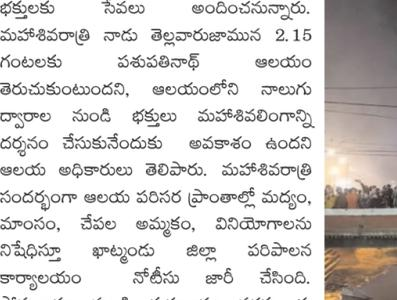 భక్తులకు సేవలు అందించనున్నారు.
మహాశివరాత్రి నాడు తెల్లవారుజామున 2.15
గంటలకు పశుపతినాథ్ ఆలయం
తెరుచుకుంటుందని, ఆలయంలోని నాలుగు
ద్వారాల నుండి భక్తులు మహాశివలింగాన్ని
దర్శనం చేసుకునేందుకు అవకాశం ఉందని
ఆలయ అధికారులు తెలిపారు. మహాశివరాత్రి
సందర్భంగా ఆలయ పరిసర ప్రాంతాల్లో మద్యం,
మాంసం, చేపల అమ్మకం, వినియోగాలను
నిషేధిస్తూ ఖాట్మండు జిల్లా పరిపాలన
కార్యాలయం నోటీసు జారీ చేసింది.